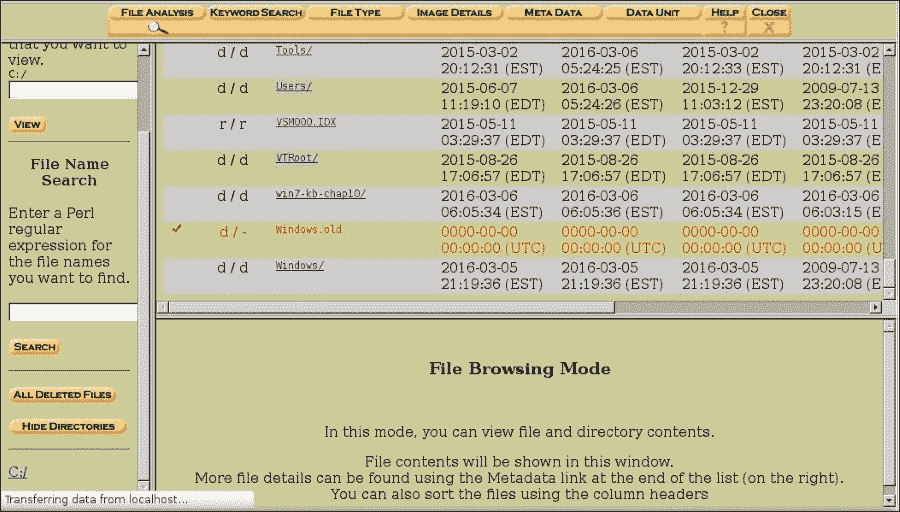 FILE ANALYSIS KEYWORD SEARCH FILE TYPE IMAGE DETAILS META DATA DATA UNIT HELP CLOSE
? X
that you want to
view.
C:/
VIEW
File Name
Search
Enter a Perl
regular
expression for
the file names
you want to find.
SEARCH
ALL DELETED FILES
HIDE DIRECTORIES
C:/
Transferring data from localhost...
d / d Tools/ 2015-03-02 2016-03-06 2015-03-02 2015-03-02
20:12:31 (EST) 05:24:25 (EST) 20:12:33 (EST) 20:12:31 (E
d / d Users/ 2015-06-07 2016-03-06 2015-12-29 2009-07-13
11:19:10 (EDT) 05:24:26 (EST) 11:03:12 (EST) 23:20:08 (E
r / r VSM000.IDX 2015-05-11 2015-05-11 2015-05-11 2015-05-11
03:29:37 (EDT) 03:29:37 (EDT) 03:29:37 (EDT) 03:29:37 (E
d / d VTRoot/ 2015-08-26 2015-08-26 2015-08-26 2015-08-26
17:06:57 (EDT) 17:06:57 (EDT) 17:06:57 (EDT) 17:06:57 (E
d / d win7-kb-chap10/ 2016-03-06 2016-03-06 2016-03-06 2016-03-06
06:05:34 (EST) 06:05:36 (EST) 06:05:34 (EST) 06:03:15 (E
d / - Windows.old 0000-00-00 0000-00-00 0000-00-00 0000-00-00
00:00:00 (UTC) 00:00:00 (UTC) 00:00:00 (UTC) 00:00:00 (U
d / d Windows/ 2016-03-05 2016-03-05 2016-03-05 2009-07-13
21:19:36 (EST) 21:19:36 (EST) 21:19:36 (EST) 23:20:08 (E
File Browsing Mode
In this mode, you can view file and directory contents.
File contents will be shown in this window.
More file details can be found using the Metadata link at the end of the list (on the right).
You can also sort the files using the column headers